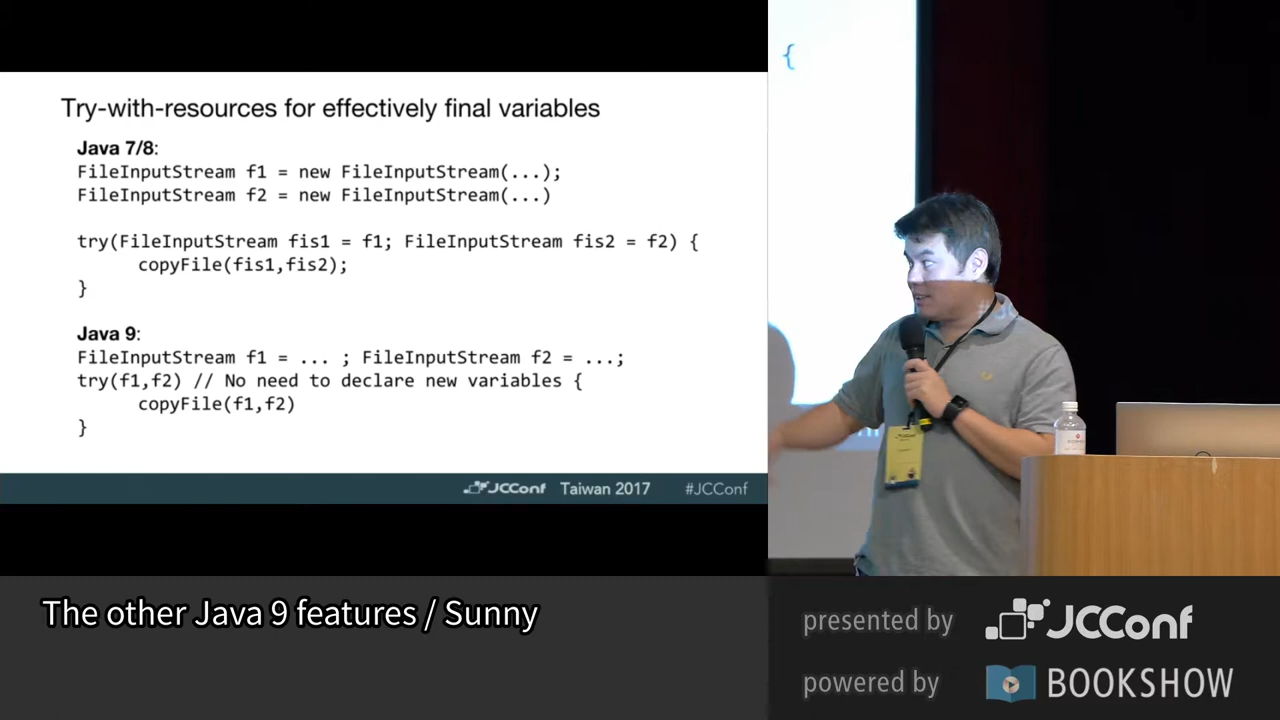 Try-with-resources for effectively final variables
Java 7/8:
FileInputStream f1 = new FileInputStream(...);
FileInputStream f2 = new FileInputStream(...)
try(FileInputStream fis1 = f1; FileInputStream fis2 = f2) {
copyFile(fis1,fis2);
}
Java 9:
FileInputStream f1 = ... ; FileInputStream f2 = ...;
try(f1,f2) // No need to declare new variables {
copyFile(f1,f2)
}
JCConf Taiwan 2017 #JCConf
{
The other Java 9 features / Sunny
presented by JCConf
powered by BOOKSHOW